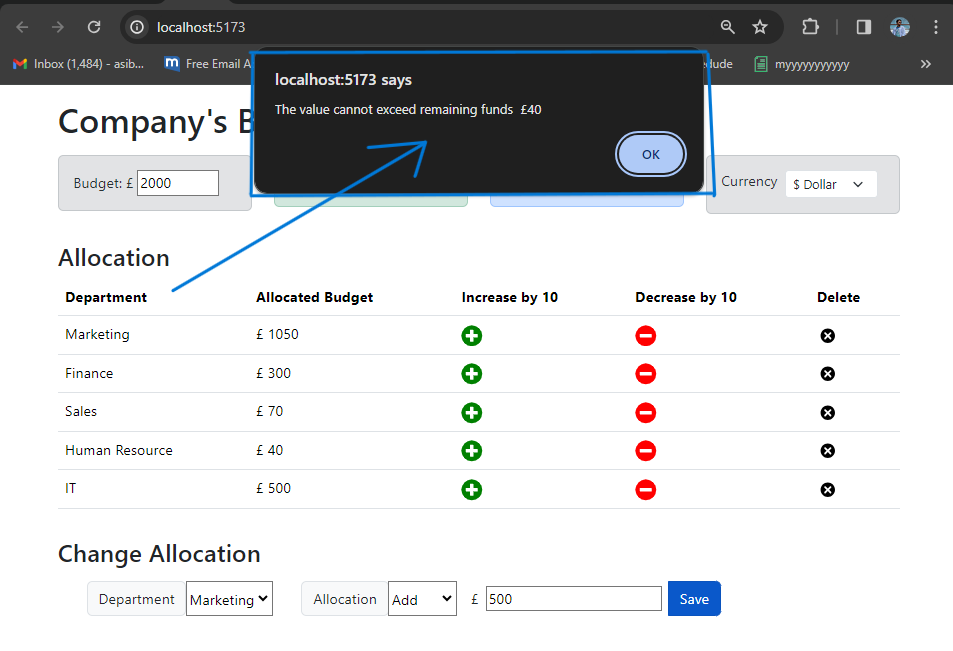 localhost:5173
Inbox (1,484) - asib... Free Email A edude myyyyyyyyyy
localhost:5173 says
The value cannot exceed remaining funds £40
OK
Company's B
Budget: £ 2000
Currency $ Dollar
Allocation
Department Allocated Budget Increase by 10 Decrease by 10 Delete
Marketing £ 1050
Finance £ 300
Sales £ 70
Human Resource £ 40
IT £ 500
Change Allocation
Department Marketing Allocation Add £ 500 Save